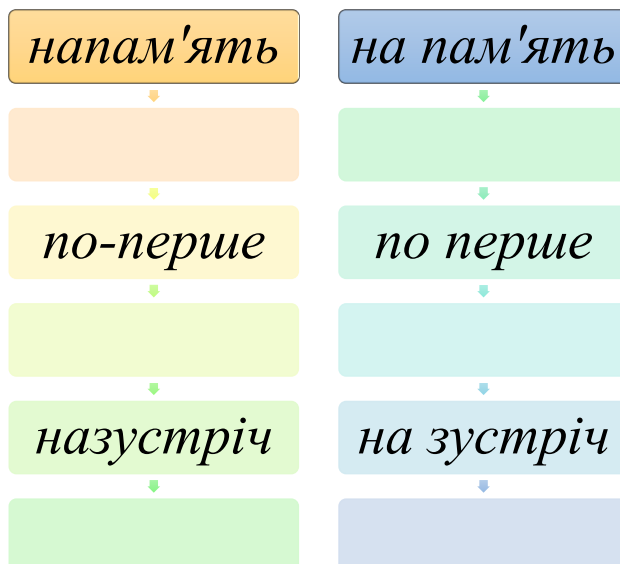 напам'ять
на пам'ять
по-перше
по перше
назустріч
на зустріч